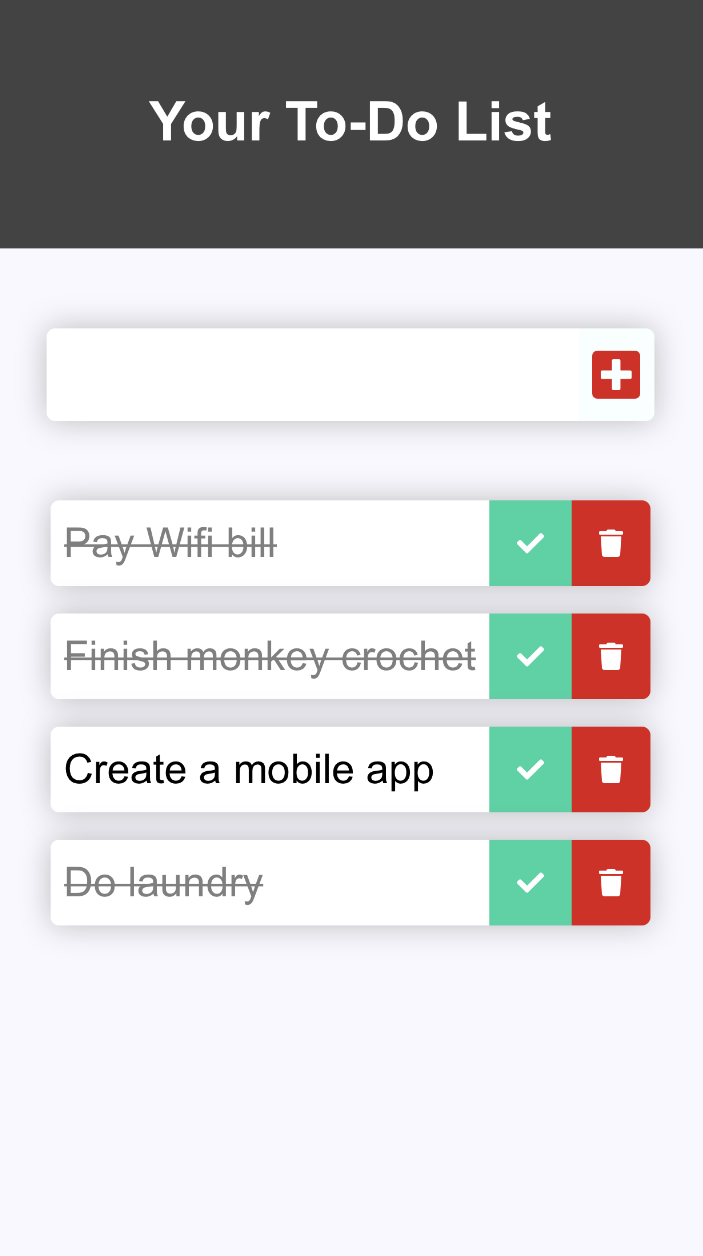 Your To-Do List
Pay Wifi bill
Finish monkey crochet
Create a mobile app
Do laundry